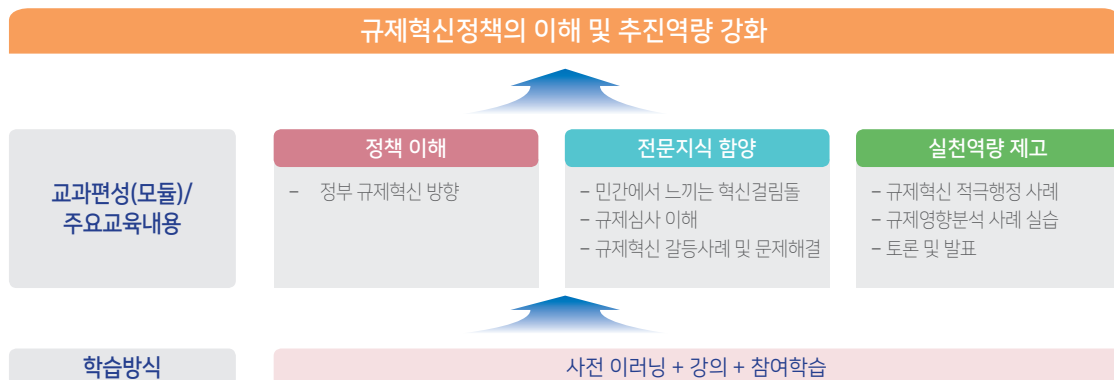 규제혁신정책의 이해 및 추진역량 강화
교과편성(모듈)/
주요교육내용
정책 이해
– 정부 규제혁신 방향
전문지식 함양
– 민간에서 느끼는 혁신걸림돌
– 규제심사 이해
– 규제혁신 갈등사례 및 문제해결
실천역량 제고
– 규제혁신 적극행정 사례
– 규제영향분석 사례 실습
– 토론 및 발표
학습방식
사전 이러닝 + 강의 + 참여학습